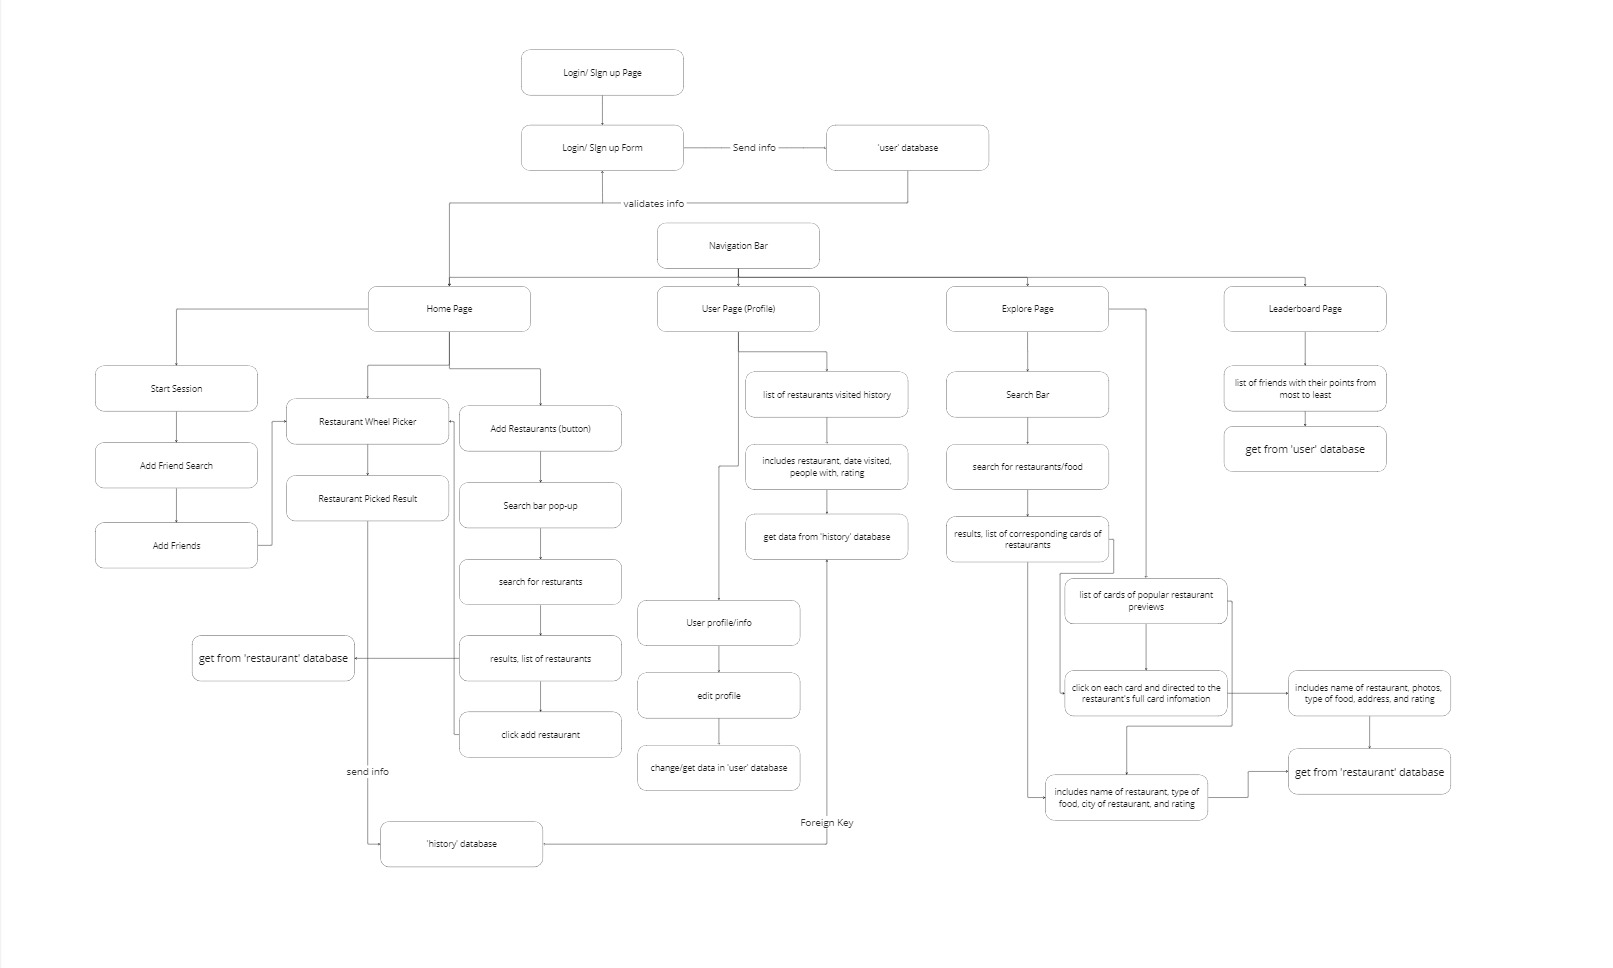 Login/ Sign up Page
Login/ Sign up Form
Send info
'user' database
validates info
Navigation Bar
Home Page
User Page (Profile)
Explore Page
Leaderboard Page
Start Session
Add Friend Search
Add Friends
Restaurant Wheel Picker
Restaurant Picked Result
Add Restaurants (button)
Search bar pop-up
search for resturants
results, list of restaurants
get from 'restaurant' database
click add restaurant
send info
'history' database
list of restaurants visited history
includes restaurant, date visited,
people with, rating
get data from 'history' database
User profile/info
edit profile
change/get data in 'user' database
Foreign Key
Search Bar
search for restaurants/food
results, list of corresponding cards of
restaurants
list of cards of popular restaurant
previews
click on each card and directed to the
restaurant's full card infomation
includes name of restaurant, photos,
type of food, address, and rating
includes name of restaurant, type of
food, city of restaurant, and rating
get from 'restaurant' database
list of friends with their points from
most to least
get from 'user' database